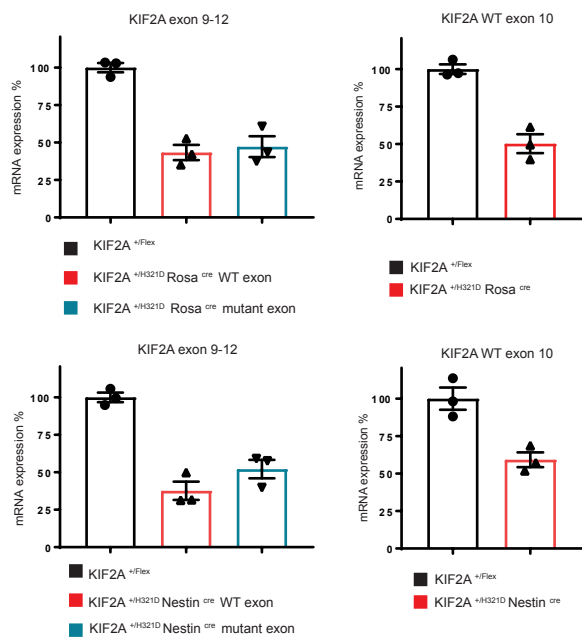 KIF2A exon 9-12
mRNA expression %
100
75
50
25
0
KIF2A +/Flex
KIF2A +/H321D Rosa cre WT exon
KIF2A +/H321D Rosa cre mutant exon
KIF2A WT exon 10
mRNA expression %
100
75
50
25
0
KIF2A +/Flex
KIF2A +/H321D Rosa cre
KIF2A exon 9-12
mRNA expression %
100
75
50
25
0
KIF2A +/Flex
KIF2A +/H321D Nestin cre WT exon
KIF2A +/H321D Nestin cre mutant exon
KIF2A WT exon 10
mRNA expression %
100
75
50
25
0
KIF2A +/Flex
KIF2A +/H321D Nestin cre